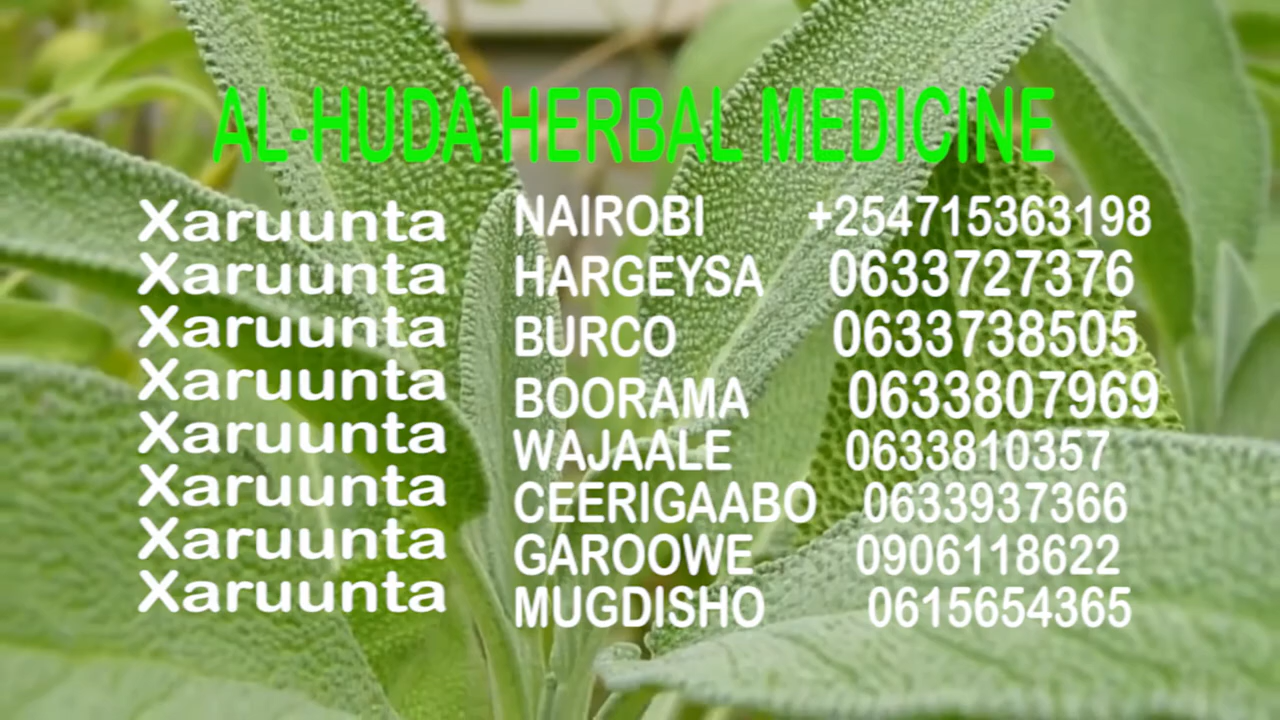 AL-HUDA HERBAL MEDICINE
Xaruunta NAIROBI +254715363198
Xaruunta HARGEYSA 0633727376
Xaruunta BURCO 0633738505
Xaruunta BOORAMA 0633807969
Xaruunta WAJAALE 0633810357
Xaruunta CEERIGAABO 0633937366
Xaruunta GAROOWE 0906118622
Xaruunta MUGDISHO 0615654365